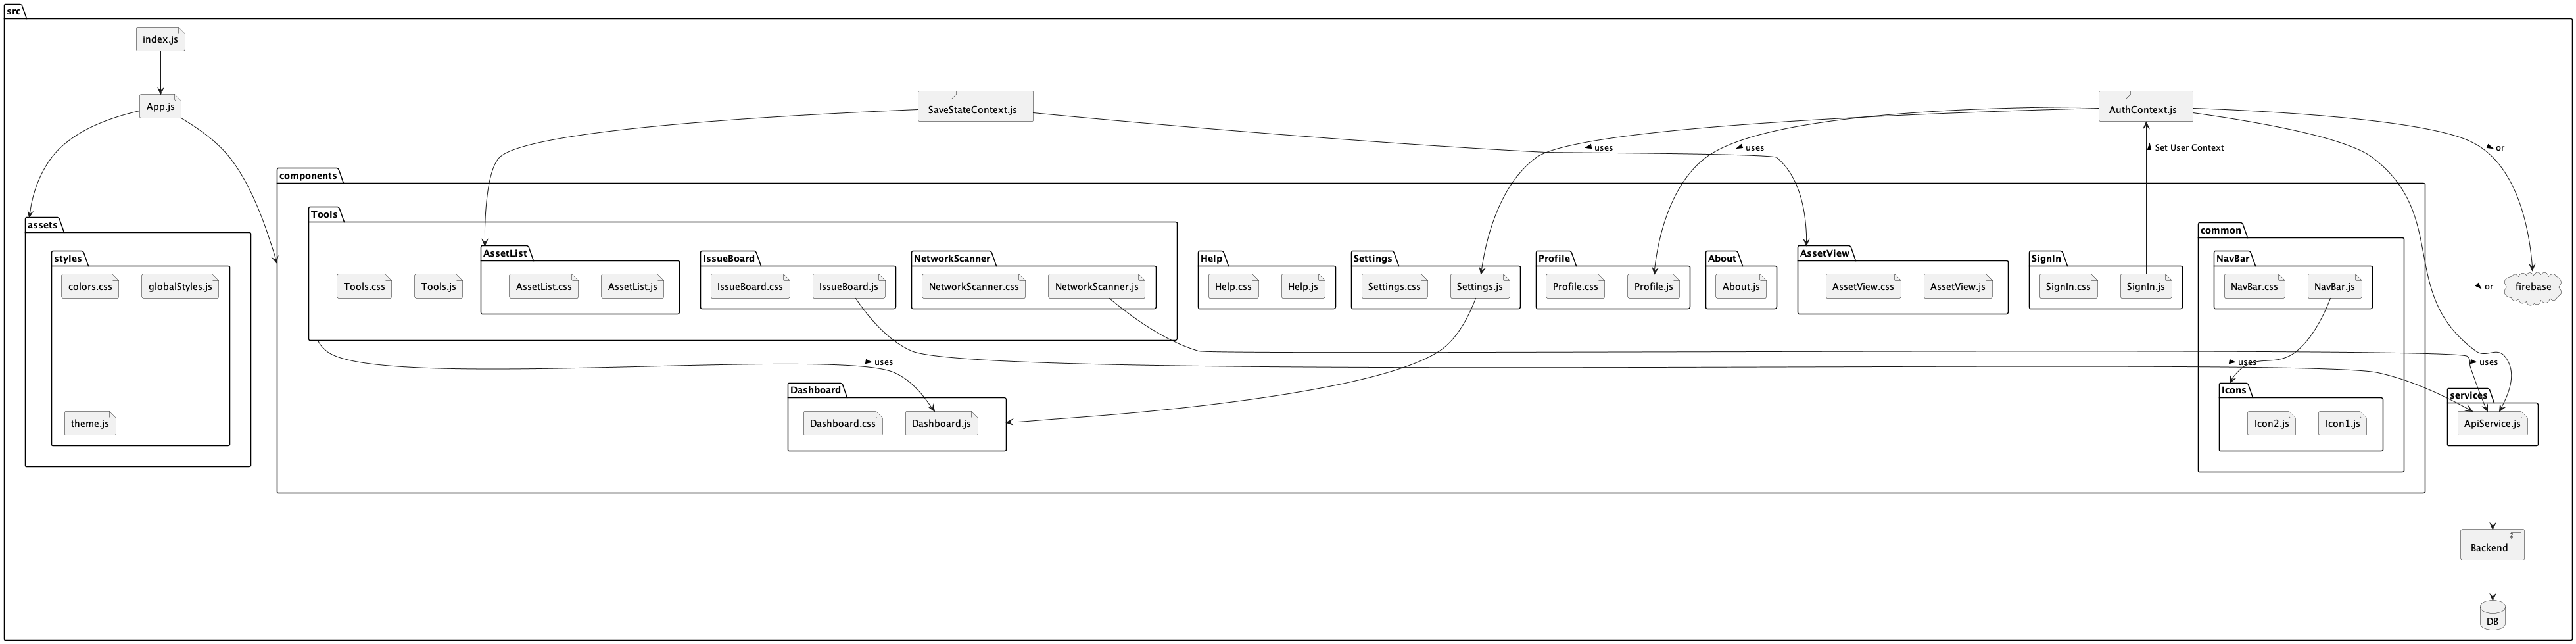 src
index.js
App.js
SaveStateContext.js
AuthContext.js
uses
uses
Set User Context
or
components
Tools
assets
common
styles
AssetList
IssueBoard
NetworkScanner
Help
Settings
Profile
About
AssetView
SignIn
NavBar
colors.css
globalStyles.js
Tools.css
Tools.js
AssetList.css
AssetList.js
IssueBoard.css
IssueBoard.js
NetworkScanner.css
NetworkScanner.js
Help.css
Help.js
Settings.css
Settings.js
Profile.css
Profile.js
About.js
AssetView.css
AssetView.js
SignIn.css
SignIn.js
NavBar.css
NavBar.js
or
firebase
uses
uses
uses
Dashboard
Icons
services
theme.js
Dashboard.css
Dashboard.js
Icon2.js
Icon1.js
ApiService.js
Backend
DB